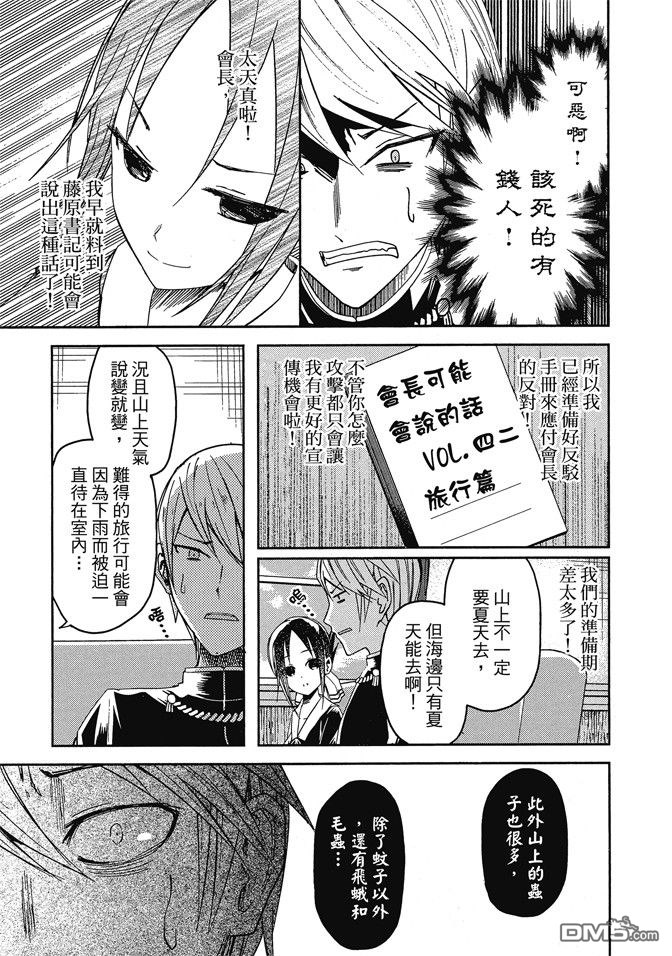 可惡啊！
該死的有
錢人！
太天真啦！
會長，
我早就料到
藤原書記可能會
說出這種話了！
所以我
已經準備好反駁
手冊來應付會長
的反對！
會長可能
會說的話
VOL.四二
旅行篇
不管你怎麼
攻擊都只會讓
我有更好的宣
傳機會啦！
況且山上天氣
說變就變，
難得的旅行可能會
因為下雨而被迫一
直待在室內…
唔…
我們的準備期
差太多了！
山上不一定
要夏天去，
但海邊只有夏
天能去啊！
嗚…
此外山上的蟲
子也很多，
除了蚊子以外
，還有飛蛾和
毛蟲…
DM5.com